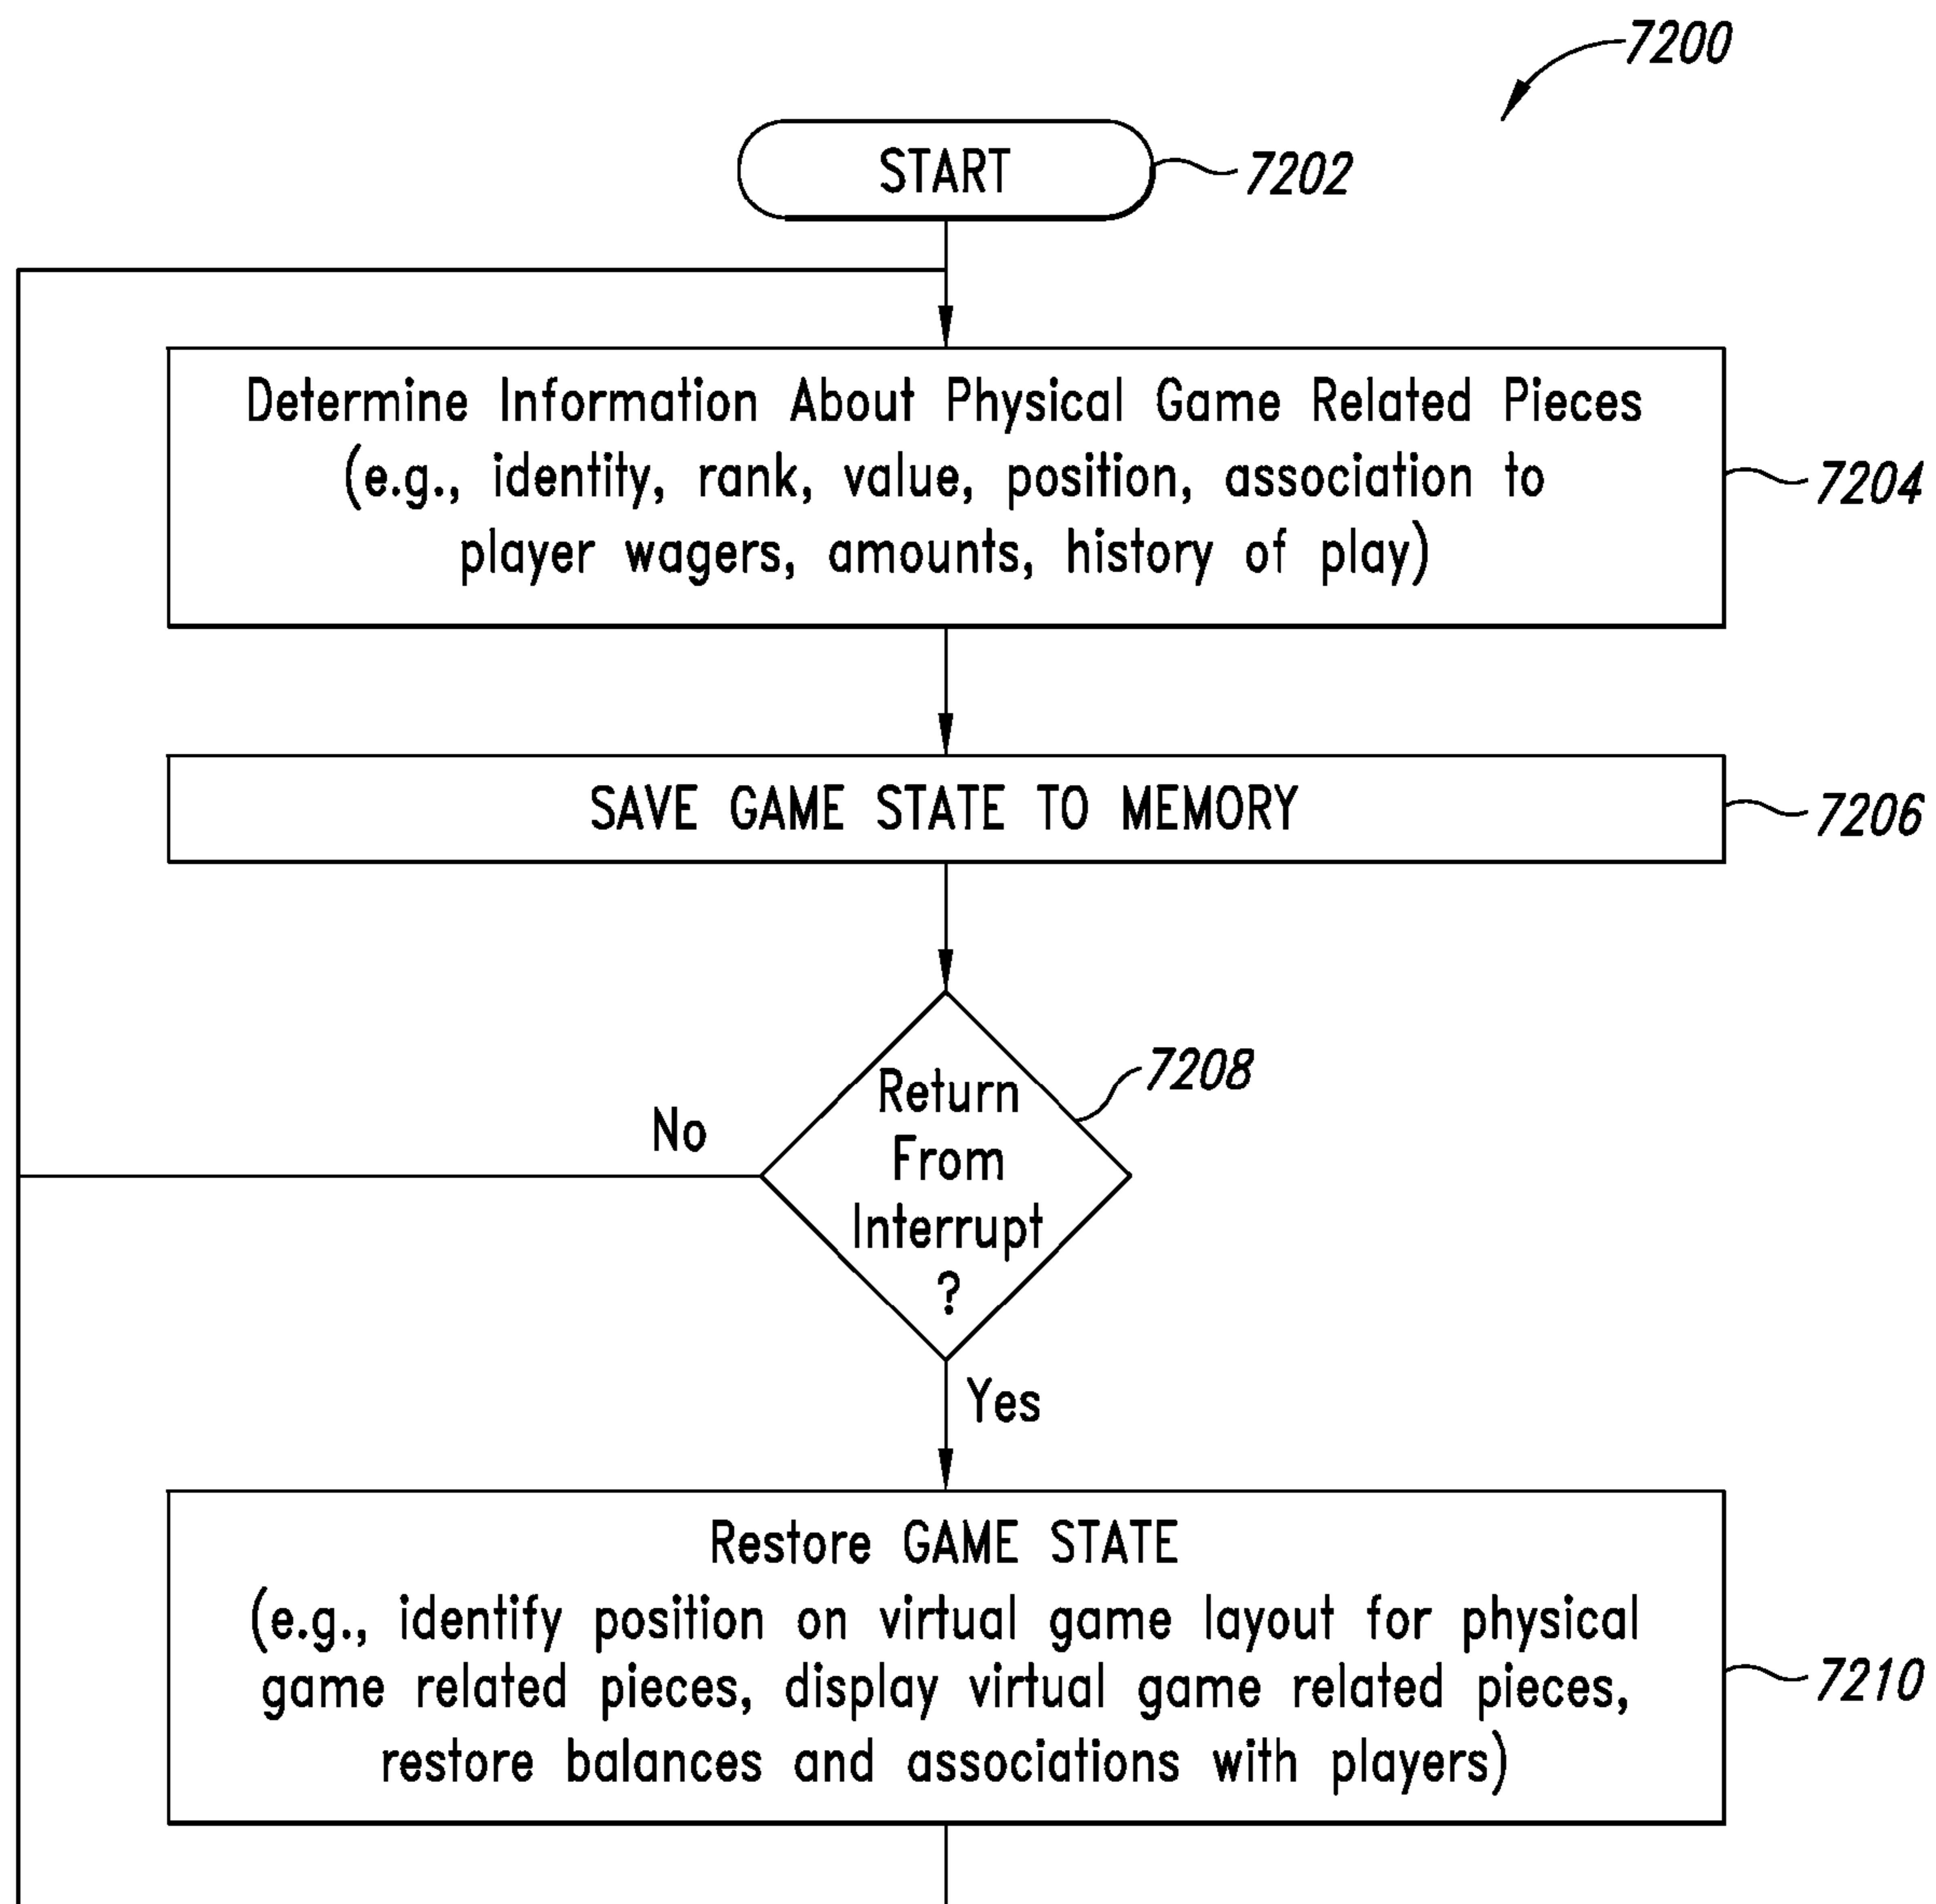 7200
START
7202
Determine Information About Physical Game Related Pieces
(e.g., identity, rank, value, position, association to
player wagers, amounts, history of play)
7204
SAVE GAME STATE TO MEMORY
7206
Return
From
Interrupt
?
7208
No
Yes
Restore GAME STATE
(e.g., identify position on virtual game layout for physical
game related pieces, display virtual game related pieces,
restore balances and associations with players)
7210